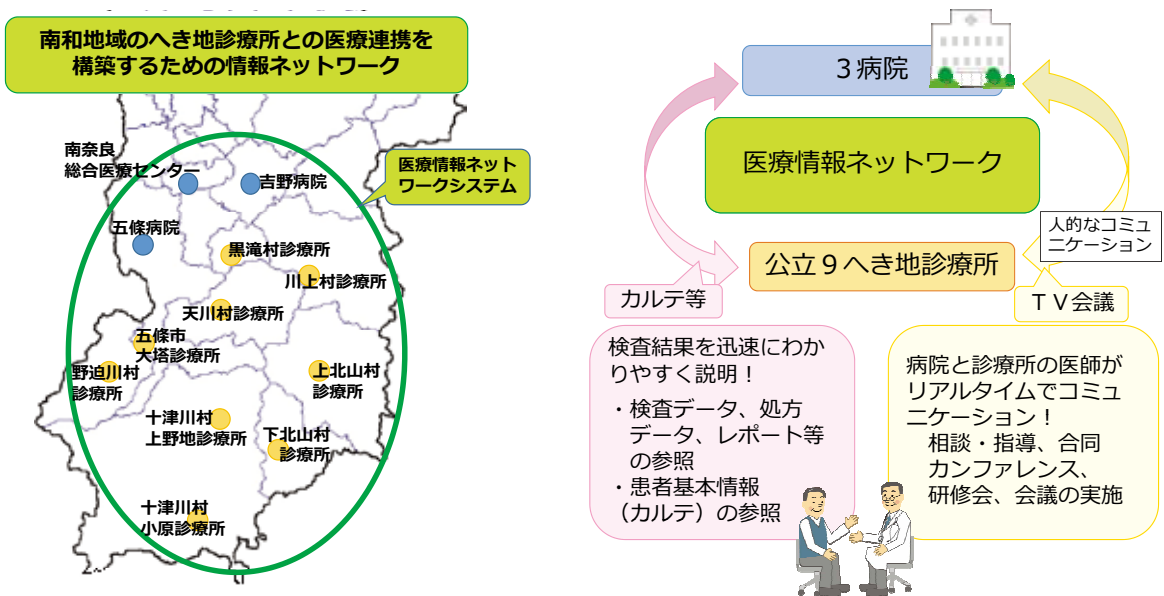 南和地域のへき地診療所との医療連携を
構築するための情報ネットワーク
南奈良
総合医療センター
吉野病院
医療情報ネット
ワークシステム
五條病院
黒滝村診療所
川上村診療所
天川村診療所
五條市
大塔診療所
野迫川村
診療所
上北山村
診療所
十津川村
上野地診療所
下北山村
診療所
十津川村
小原診療所
3病院
医療情報ネットワーク
人的なコミュ
ニケーション
公立9へき地診療所
カルテ等
TV会議
検査結果を迅速にわか
りやすく説明!
・検査データ、処方
データ、レポート等
の参照
・患者基本情報
(カルテ)の参照
病院と診療所の医師が
リアルタイムでコミュ
ニケーション!
相談・指導、合同
カンファレンス、
研修会、会議の実施